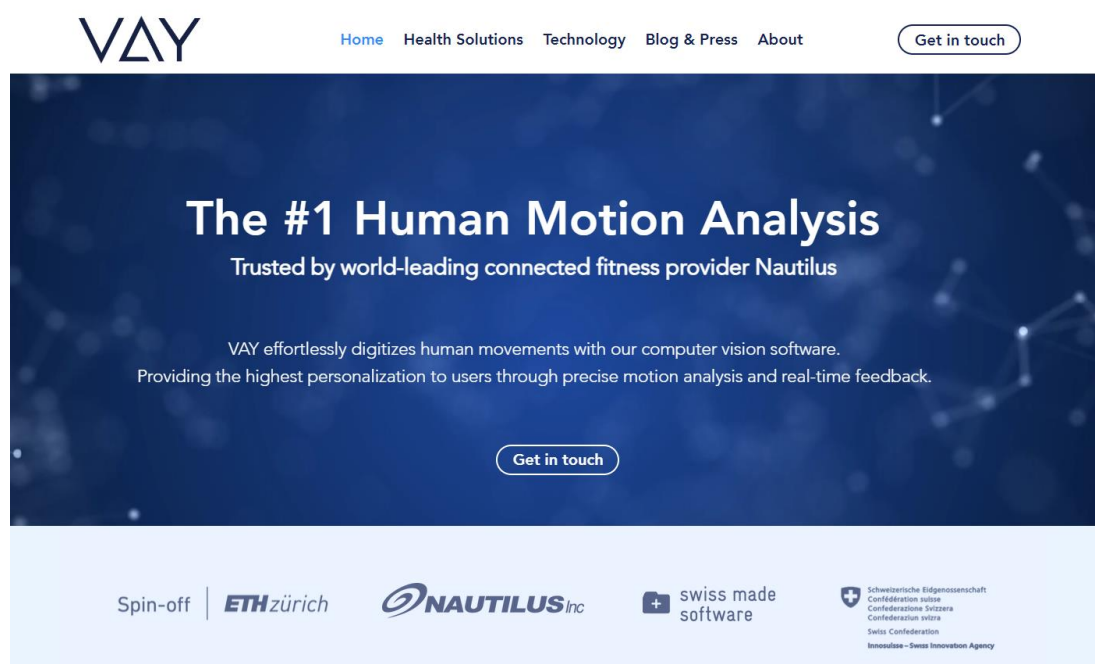 VAY
Home Health Solutions Technology Blog & Press About Get in touch
The #1 Human Motion Analysis
Trusted by world-leading connected fitness provider Nautilus
VAY effortlessly digitizes human movements with our computer vision software.
Providing the highest personalization to users through precise motion analysis and real-time feedback.
Get in touch
Spin-off ETH zürich
NAUTILUS Inc
swiss made
software
Schweizerische Eidgenossenschaft
Confédération suisse
Confederazione Svizzera
Confederaziun svizra
Swiss Confederation
Innosuisse – Swiss Innovation Agency